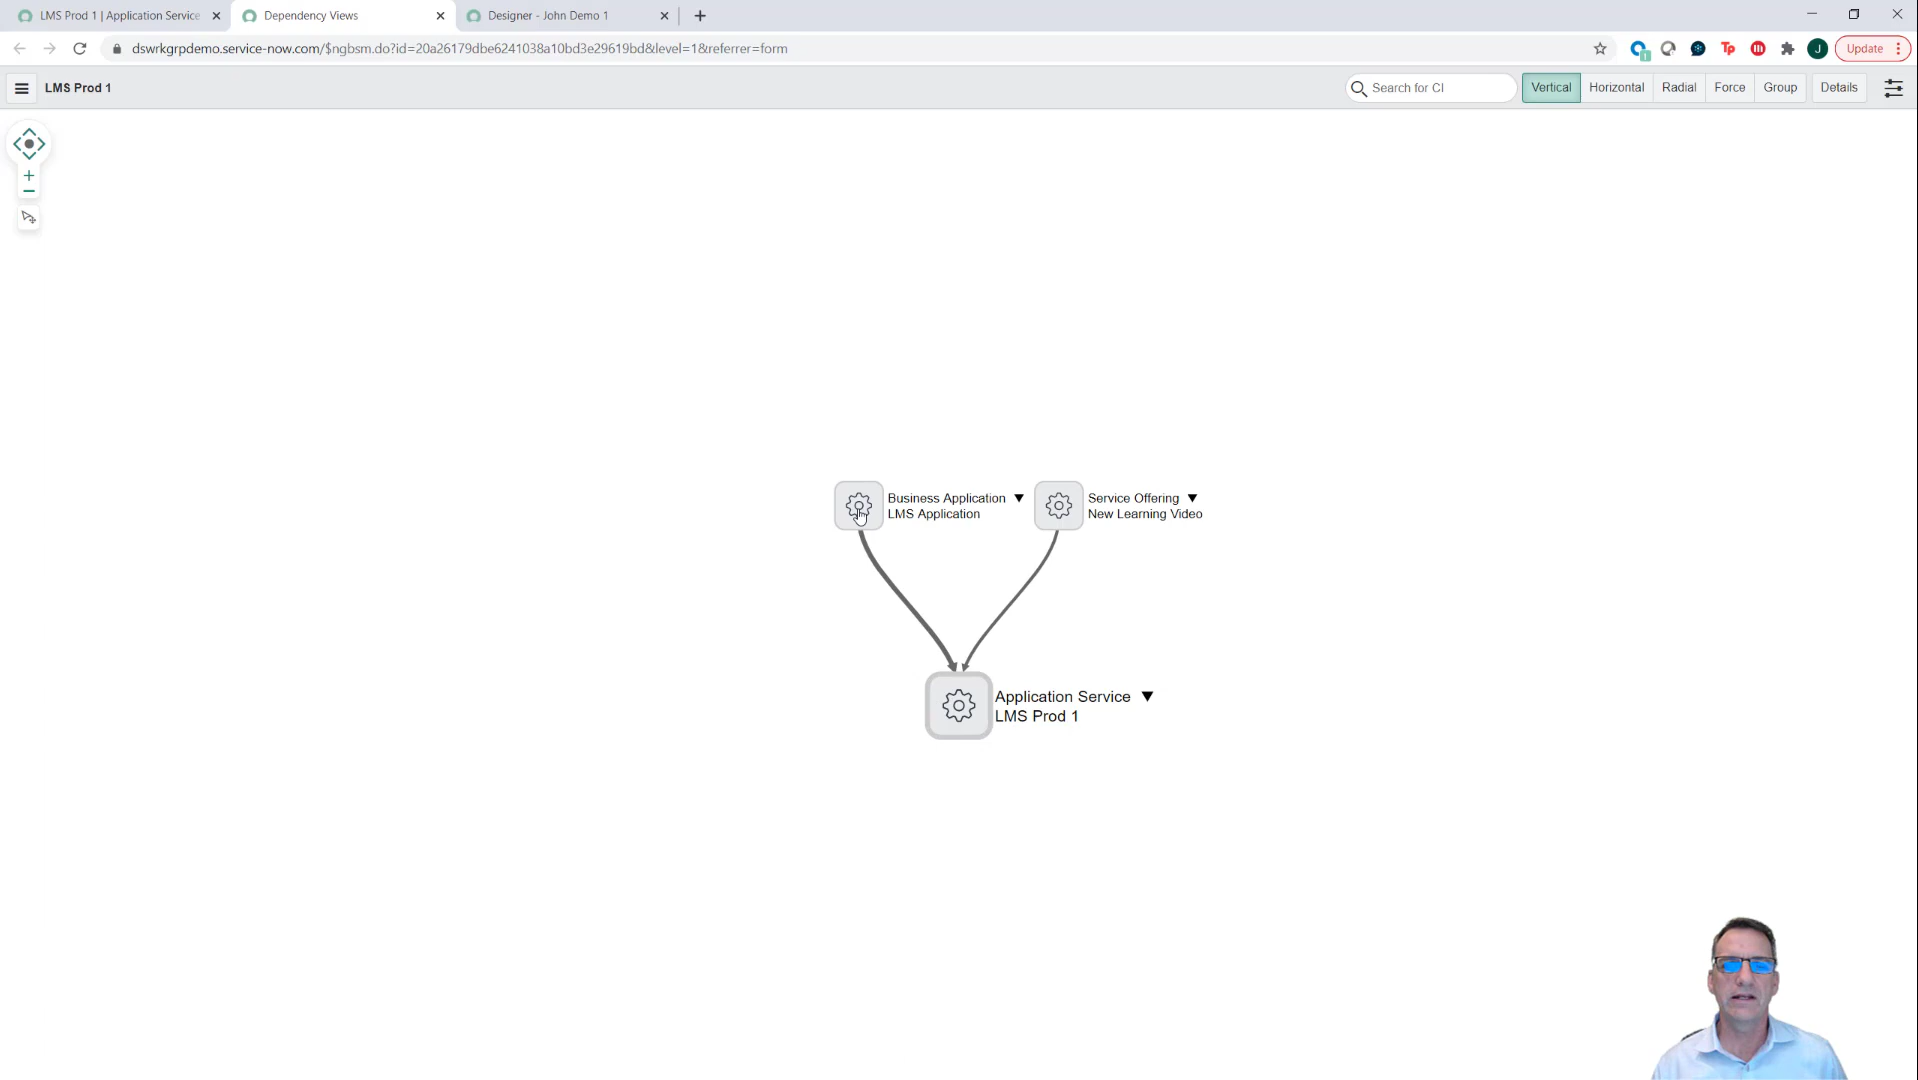 LMS Prod 1 | Application Service
Dependency Views
Designer - John Demo 1
dswrkgrpdemo.service-now.com/$ngbsm.do?id=20a26179dbe6241038a10bd3e29619bd&level=1&referrer=form
1
Tp
J
Update
LMS Prod 1
Search for CI
Vertical
Horizontal
Radial
Force
Group
Details
Business Application
LMS Application
Service Offering
New Learning Video
Application Service
LMS Prod 1